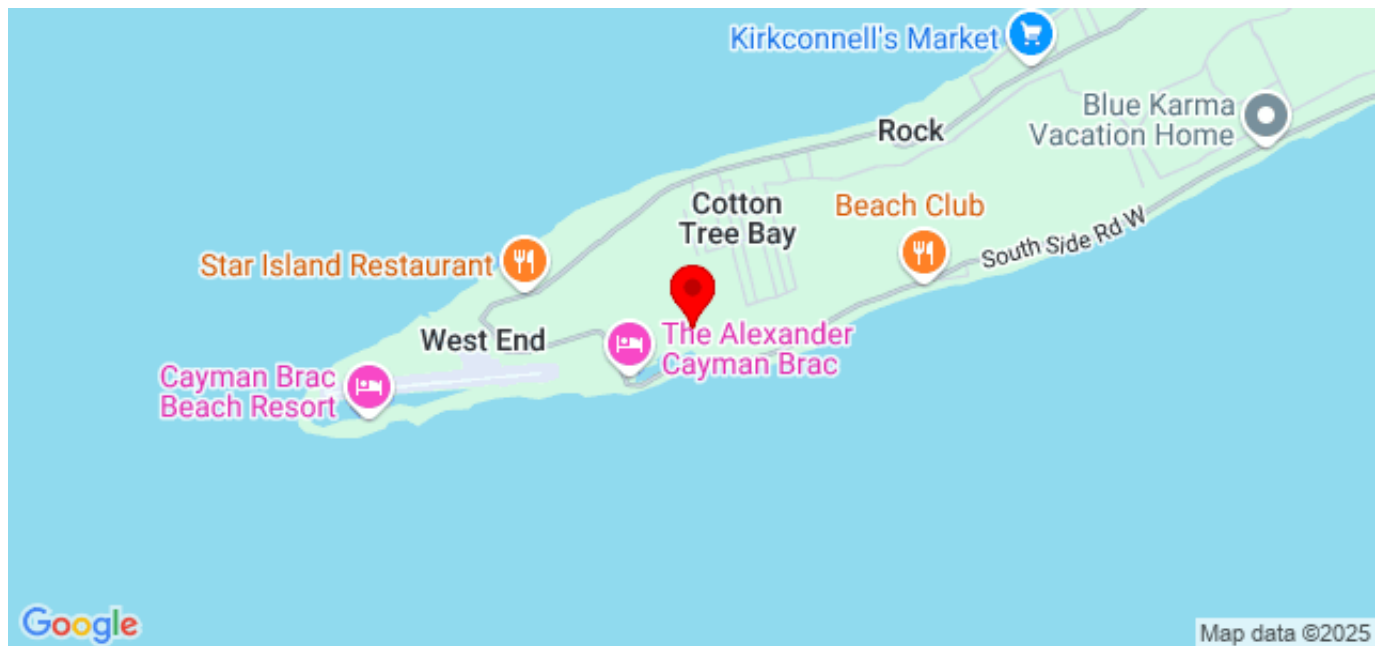 Kirkconnell's Market
Blue Karma
Vacation Home
Rock
Cotton
Tree Bay
Beach Club
South Side Rd W
Star Island Restaurant
West End
The Alexander
Cayman Brac
Cayman Brac
Beach Resort
Google
Map data ©2025